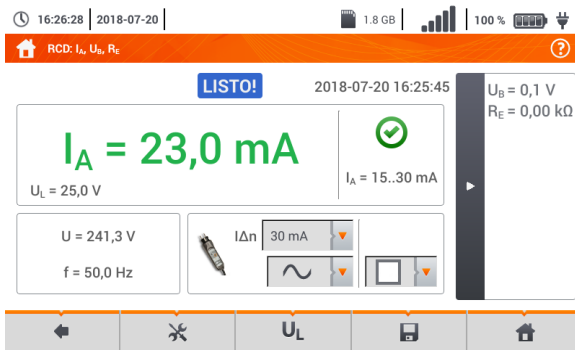 16:26:28 2018-07-20 1.8 GB 100 %
RCD: IA, UB, RE ?
LISTO! 2018-07-20 16:25:45
IA = 23,0 mA
UL = 25,0 V
IA = 15..30 mA
UB = 0,1 V
RE = 0,00 kΩ
U = 241,3 V
f = 50,0 Hz
IΔn 30 mA
UL